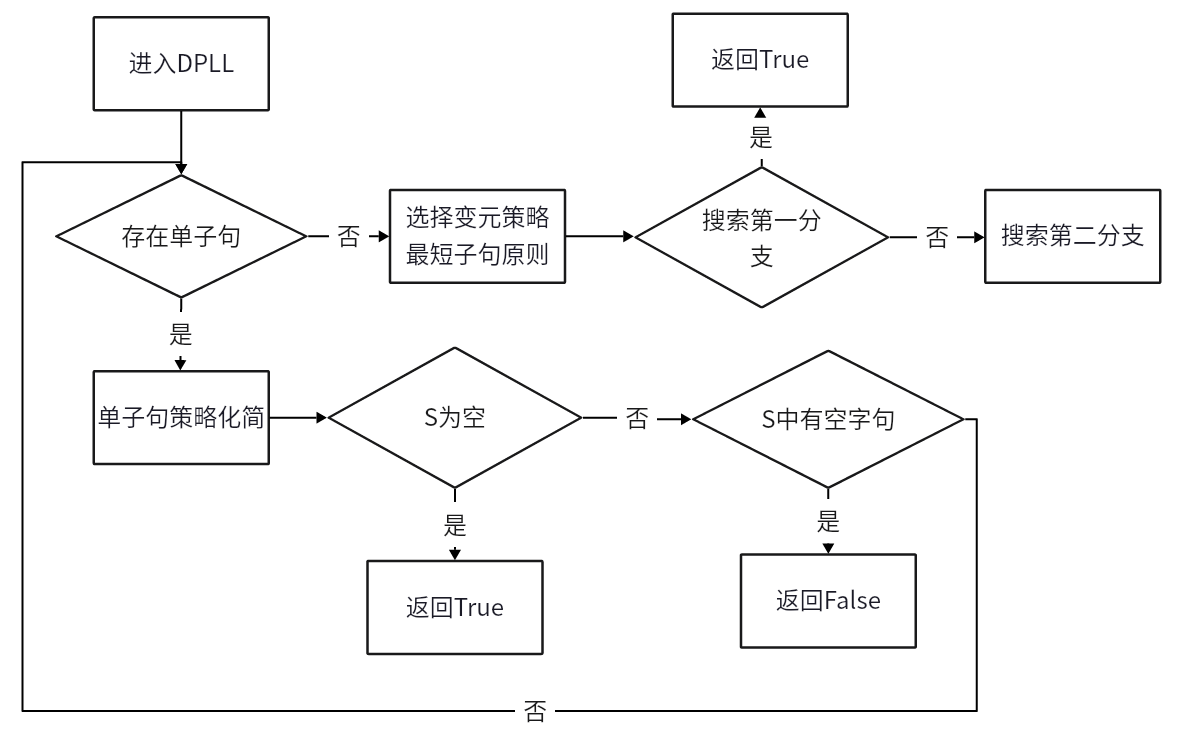 进入DPLL
返回True
是
存在单子句
否
选择变元策略
最短子句原则
搜索第一分
支
否
搜索第二分支
是
单子句策略化简
S为空
否
S中有空字句
是
是
返回True
返回False
否